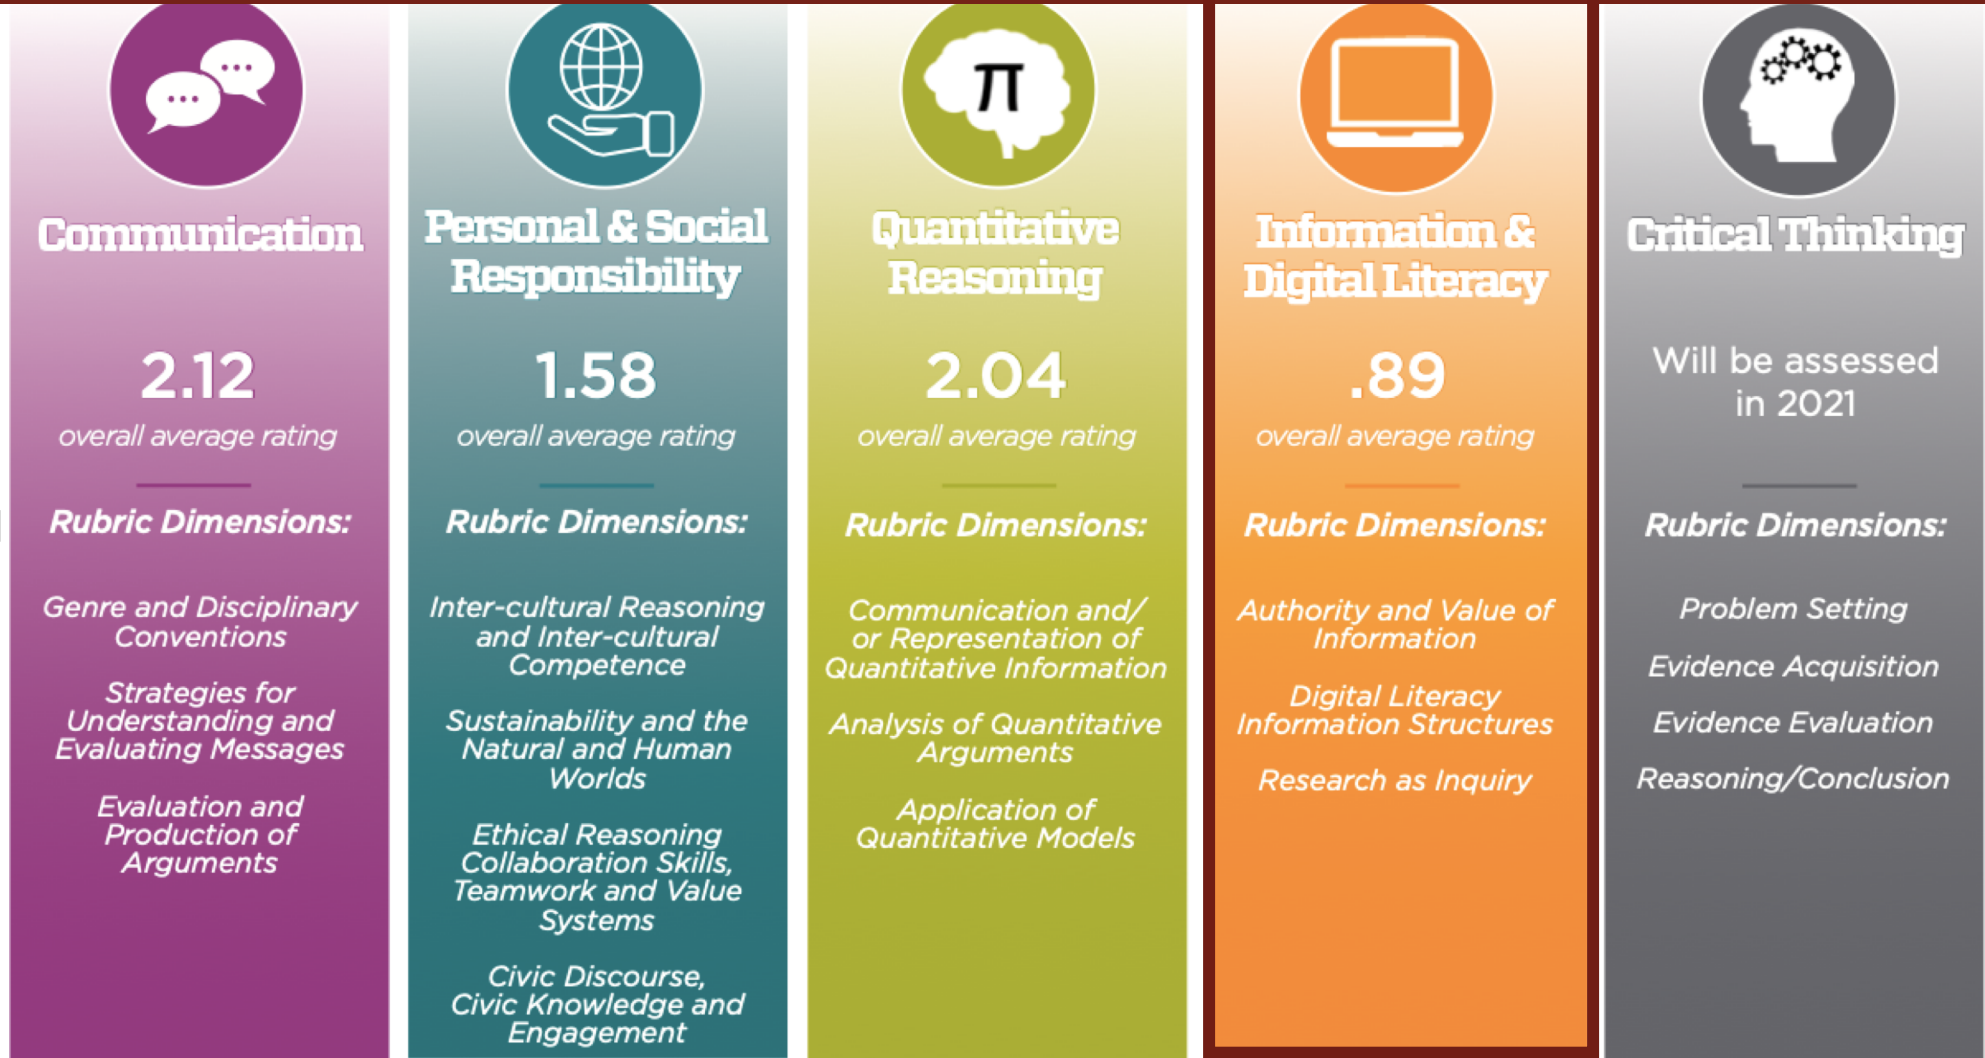 Communication
2.12
overall average rating
Rubric Dimensions:
Genre and Disciplinary
Conventions
Strategies for
Understanding and
Evaluating Messages
Evaluation and
Production of
Arguments
Personal & Social
Responsibility
1.58
overall average rating
Rubric Dimensions:
Inter-cultural Reasoning
and Inter-cultural
Competence
Sustainability and the
Natural and Human
Worlds
Ethical Reasoning
Collaboration Skills,
Teamwork and Value
Systems
Civic Discourse,
Civic Knowledge and
Engagement
π
Quantitative
Reasoning
2.04
overall average rating
Rubric Dimensions:
Communication and/
or Representation of
Quantitative Information
Analysis of Quantitative
Arguments
Application of
Quantitative Models
Information &
Digital Literacy
.89
overall average rating
Rubric Dimensions:
Authority and Value of
Information
Digital Literacy
Information Structures
Research as Inquiry
Critical Thinking
Will be assessed
in 2021
Rubric Dimensions:
Problem Setting
Evidence Acquisition
Evidence Evaluation
Reasoning/Conclusion